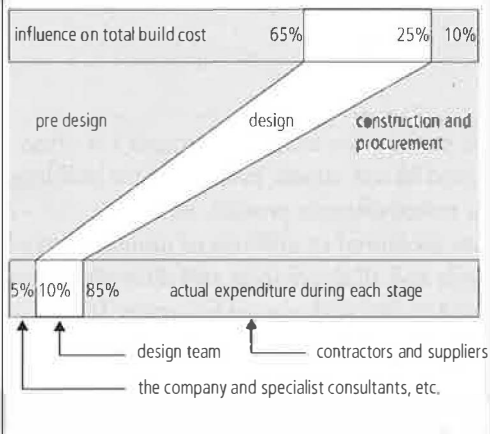 influence on total build cost 65% 25% 10%
pre design design construction and
procurement
5% 10% 85% actual expenditure during each stage
design team contractors and suppliers
the company and specialist consultants, etc.